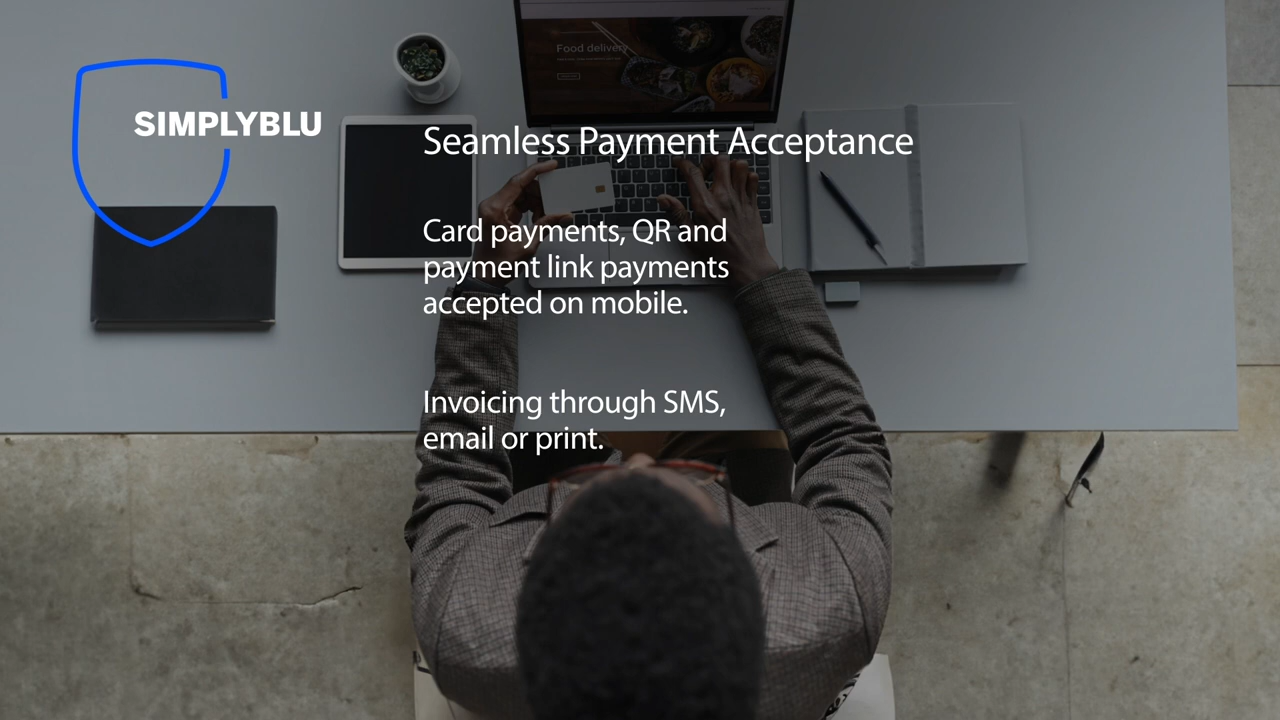 Food delivery
SIMPLYBLU
Seamless Payment Acceptance
Card payments, QR and
payment link payments
accepted on mobile.
Invoicing through SMS,
email or print.